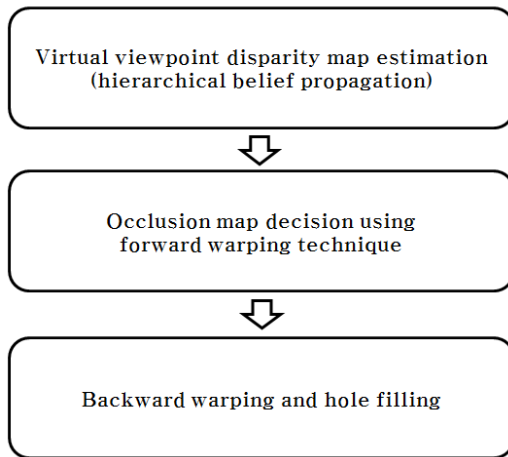 Virtual viewpoint disparity map estimation
(hierarchical belief propagation)
Occlusion map decision using
forward warping technique
Backward warping and hole filling